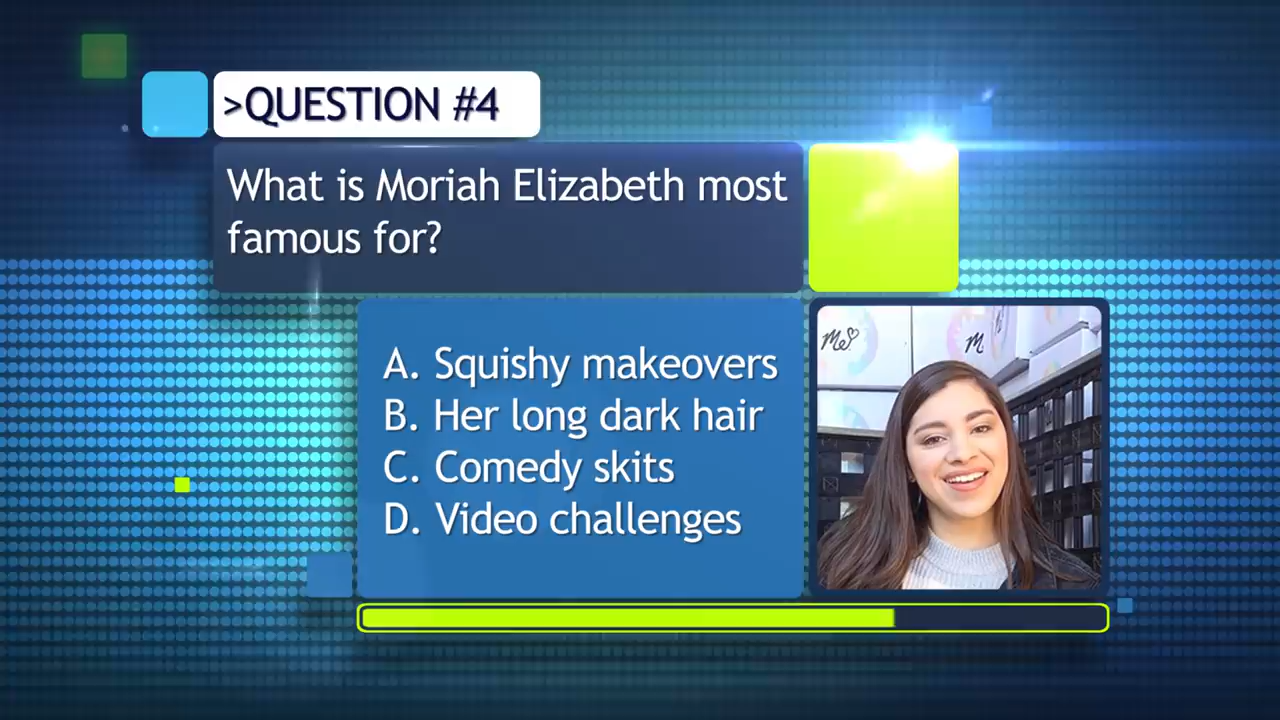 >QUESTION #4
What is Moriah Elizabeth most
famous for?
A. Squishy makeovers
B. Her long dark hair
C. Comedy skits
D. Video challenges
ME
M